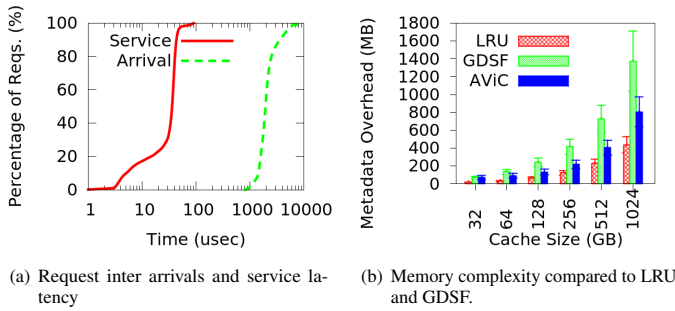 Percentage of Reqs. (%)
100
80
60
40
20
0
Service
Arrival
1 10 100 1000 10000
Time (usec)
(a) Request inter arrivals and service la-
tency
Metadata Overhead (MB)
1800
1600
1400
1200
1000
800
600
400
200
0
LRU
GDSF
AViC
32 64 128 256 512 1024
Cache Size (GB)
(b) Memory complexity compared to LRU
and GDSF.